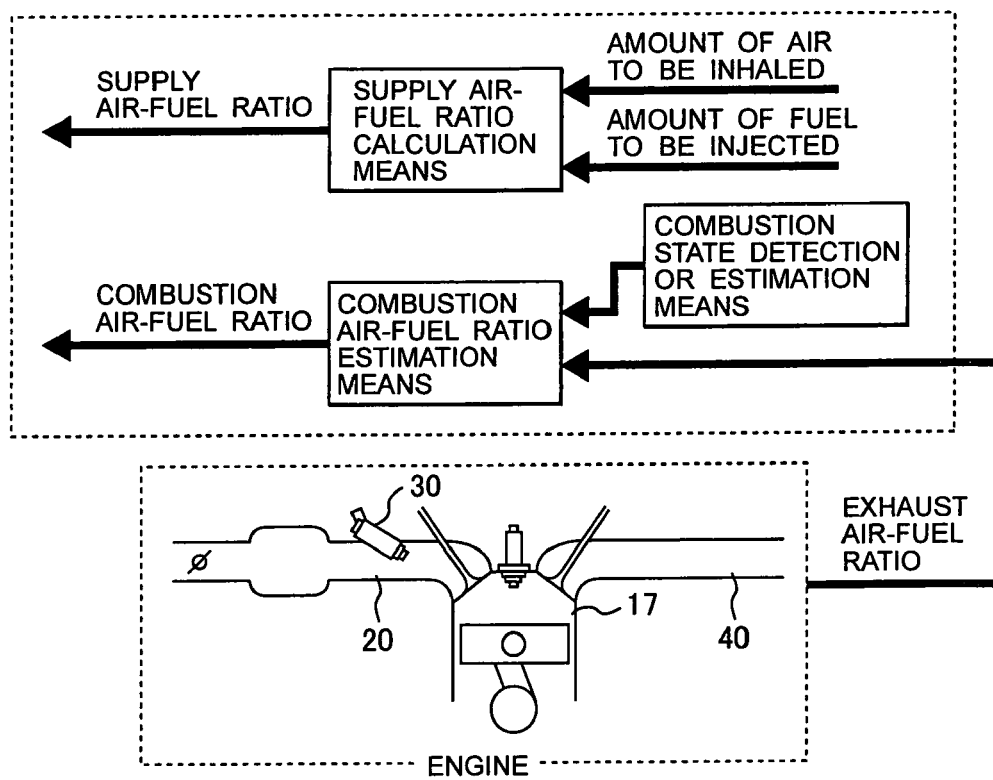 SUPPLY
AIR-FUEL RATIO
SUPPLY AIR-
FUEL RATIO
CALCULATION
MEANS
AMOUNT OF AIR
TO BE INHALED
AMOUNT OF FUEL
TO BE INJECTED
COMBUSTION
STATE DETECTION
OR ESTIMATION
MEANS
COMBUSTION
AIR-FUEL RATIO
COMBUSTION
AIR-FUEL RATIO
ESTIMATION
MEANS
30
20
17
40
EXHAUST
AIR-FUEL
RATIO
ENGINE